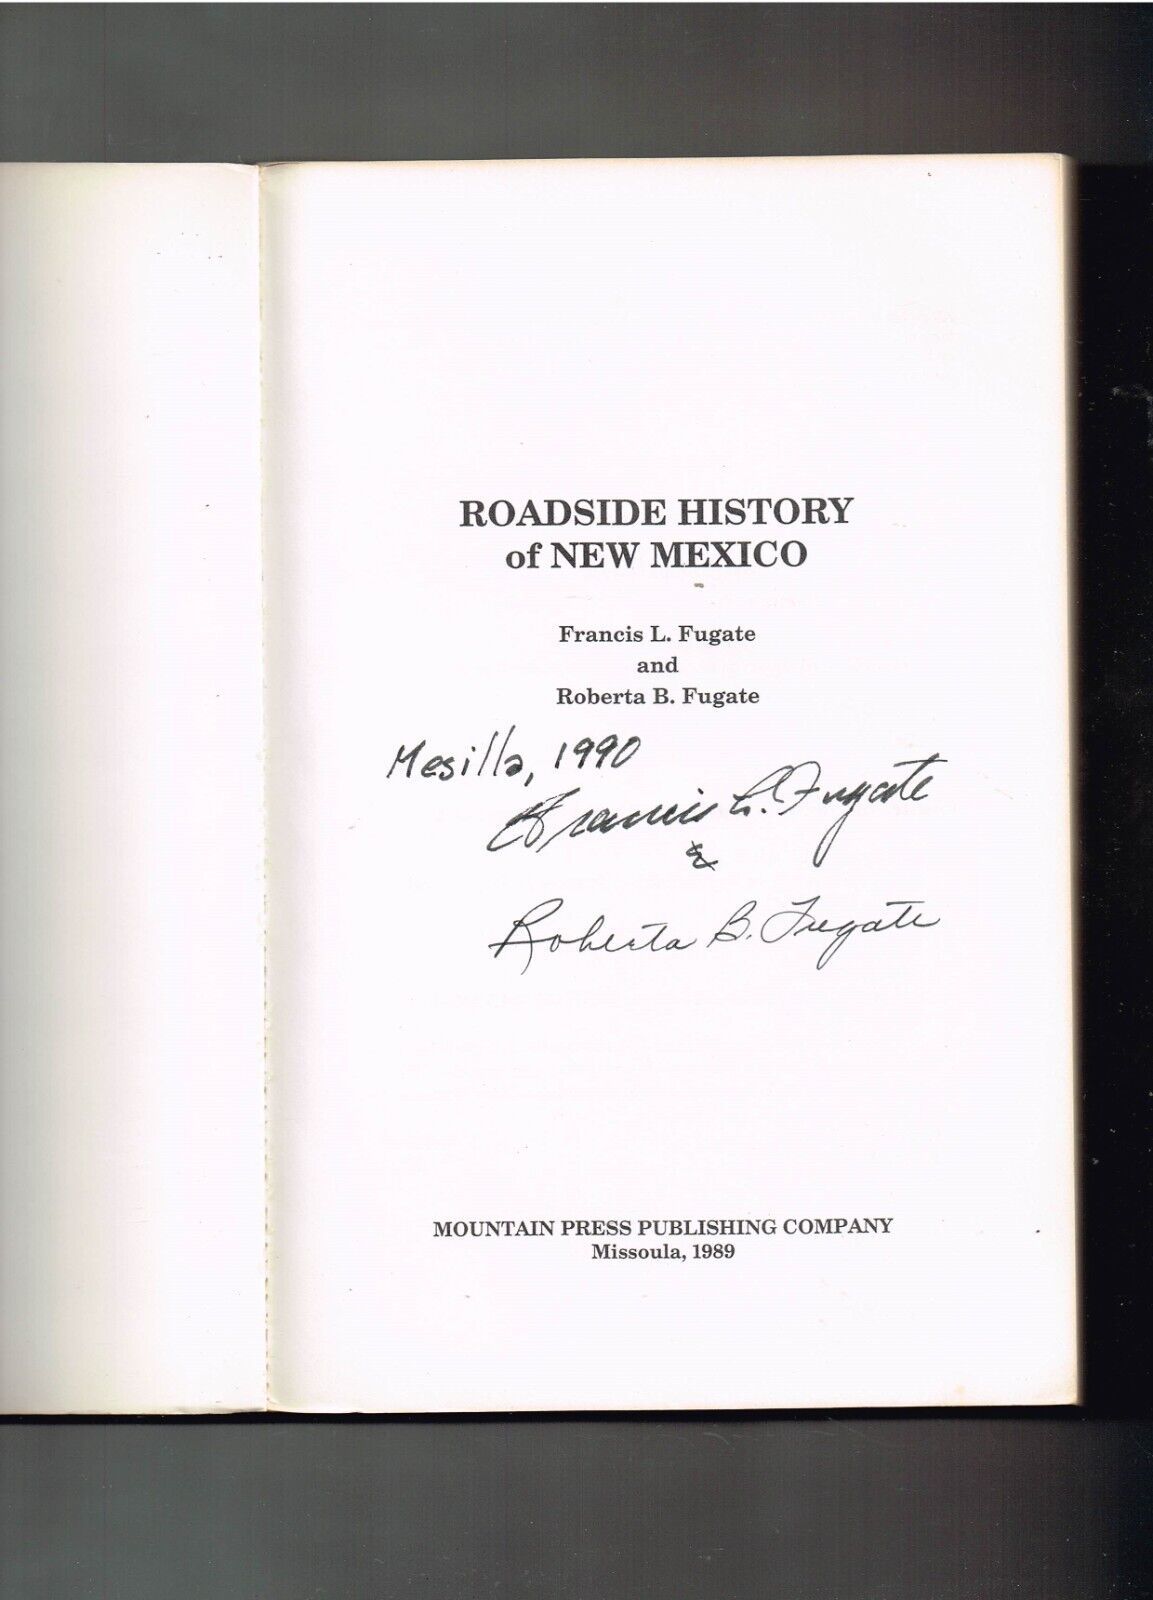 ROADSIDE HISTORY
of NEW MEXICO
Francis L. Fugate
and
Roberta B. Fugate
Mesilla, 1990
Francis L. Fugate
&
Roberta B. Fugate
MOUNTAIN PRESS PUBLISHING COMPANY
Missoula, 1989